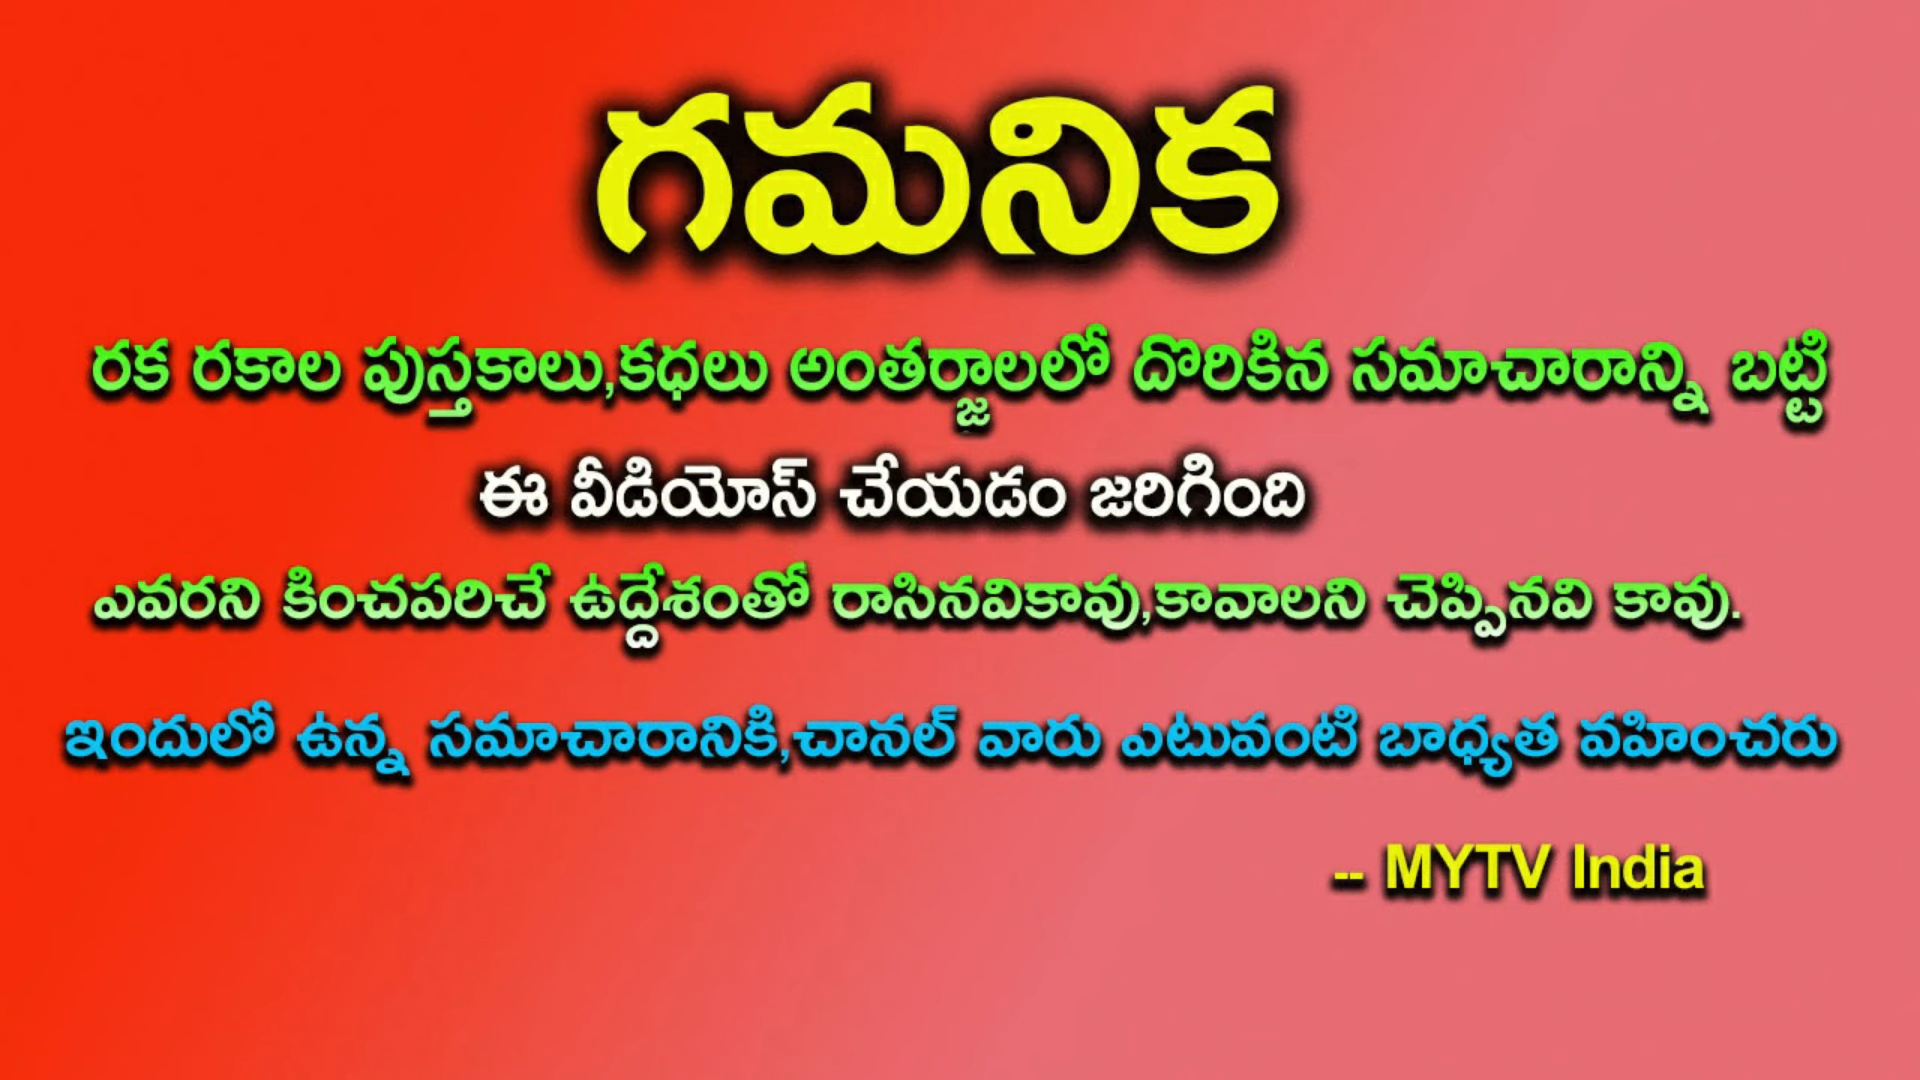 గమనిక
రక రకాల పుస్తకాలు,కధలు అంతర్జాలలో దొరికిన సమాచారాన్ని బట్టి
ఈ వీడియోస్ చేయడం జరిగింది
ఎవరని కించపరిచే ఉద్దేశంతో రాసినవికావు,కావాలని చెప్పినవి కావు.
ఇందులో ఉన్న సమాచారానికి,చానల్ వారు ఎటువంటి బాధ్యత వహించరు
-- MYTV India